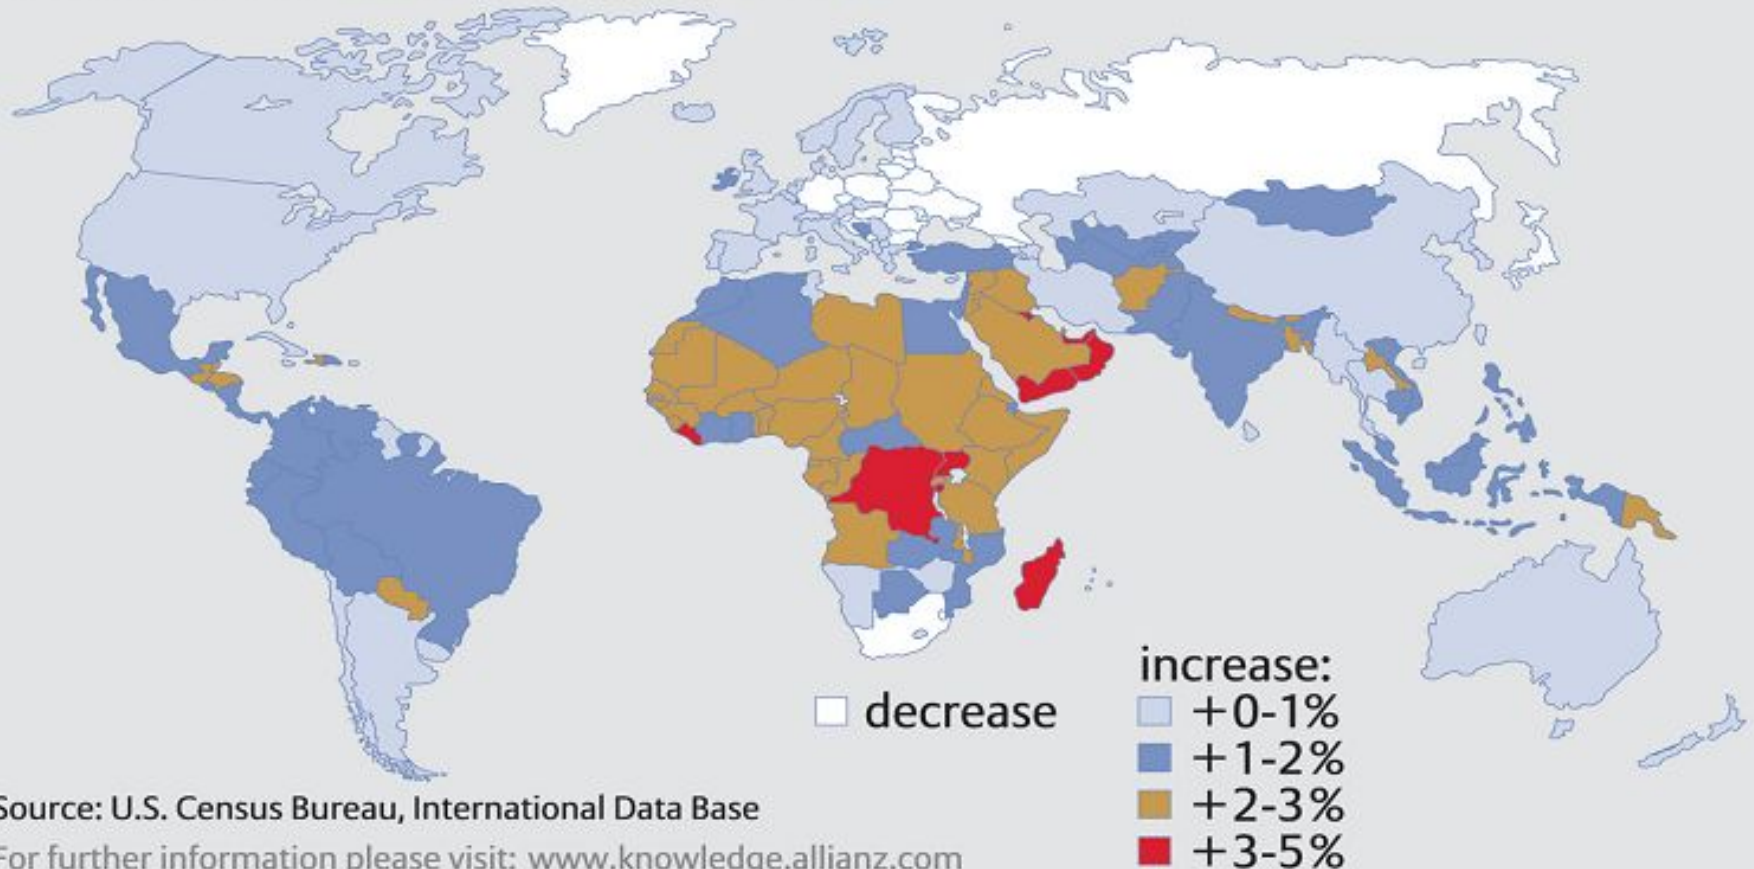 decrease
increase:
+0-1%
+1-2%
+2-3%
+3-5%
Source: U.S. Census Bureau, International Data Base
For further information please visit: www.knowledge.allianz.com